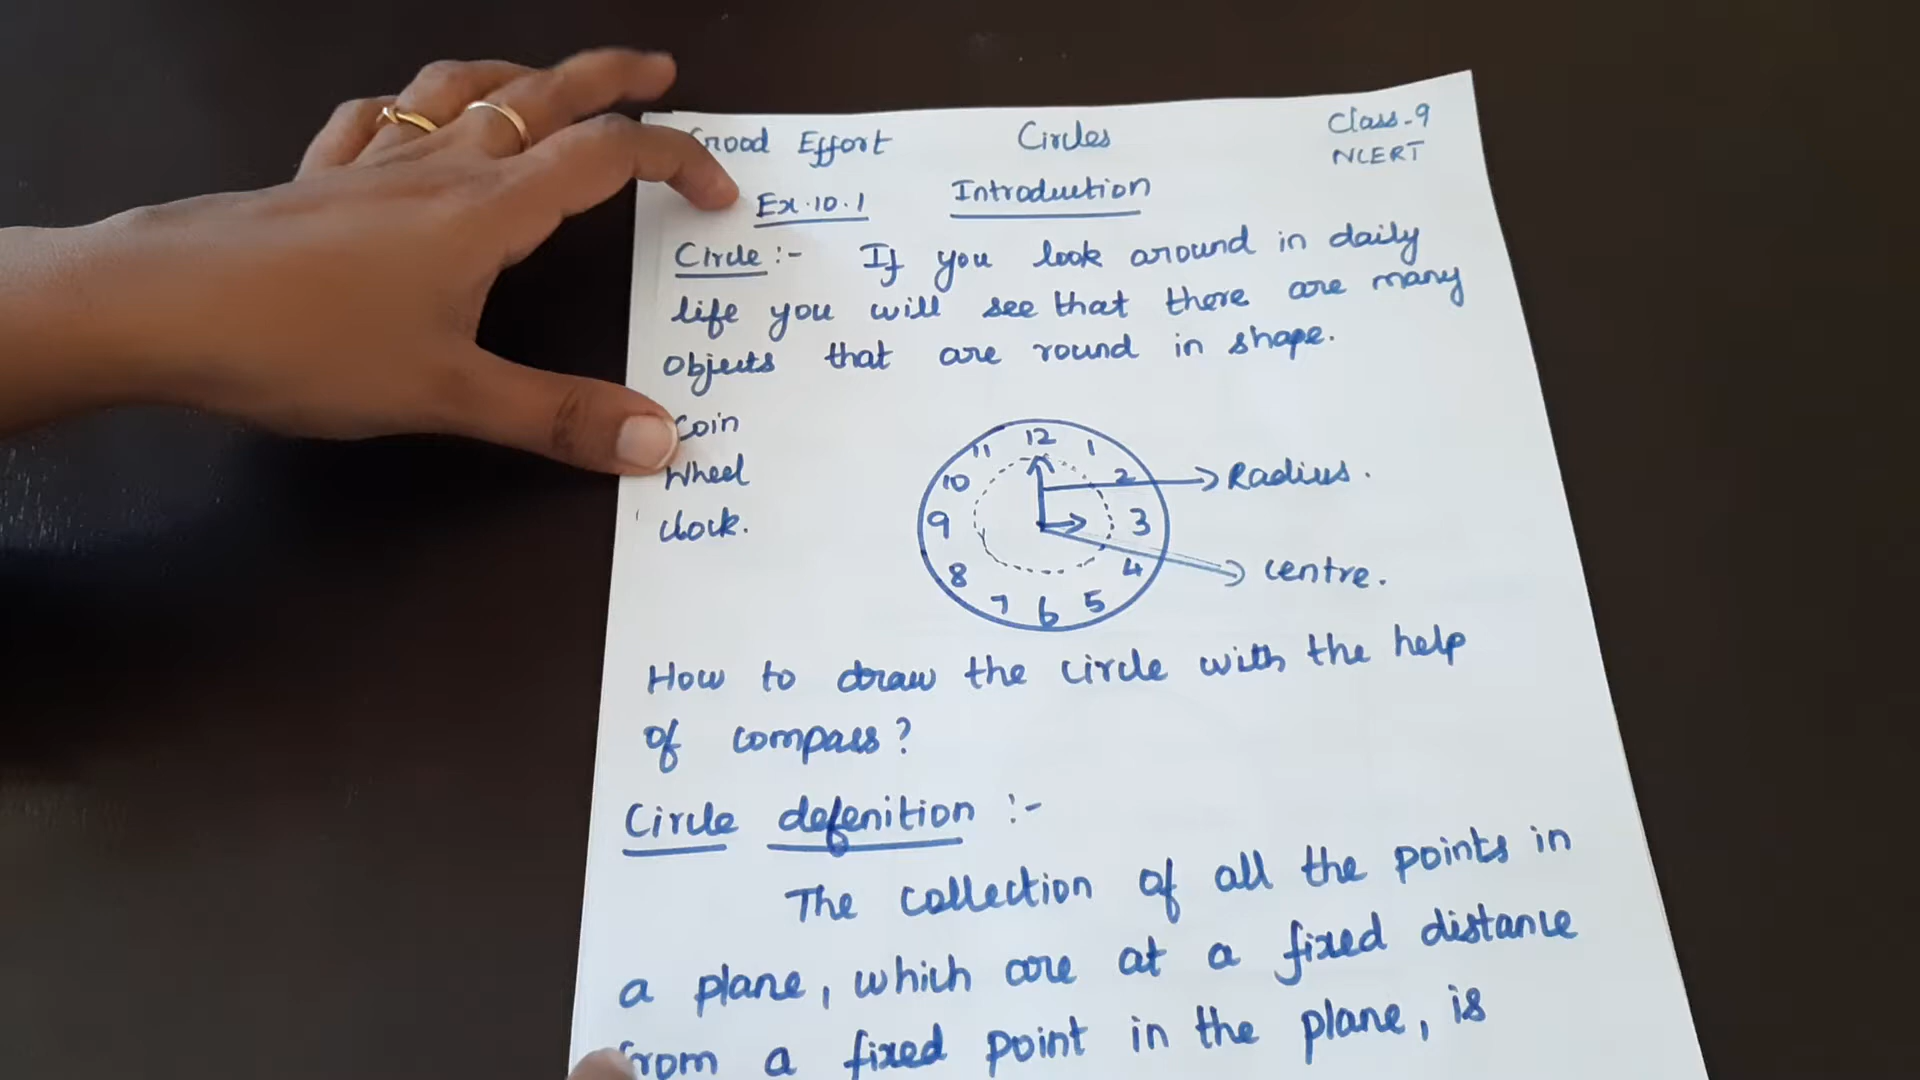 Good Effort Circles Class-9
NCERT
Ex.10.1 Introduction
Circle :- If you look around in daily
life you will see that there are many
objects that are round in shape.
Coin
Wheel
clock.
12
1
2
3
4
5
6
7
8
9
10
11
Radius.
centre.
How to draw the circle with the help
of compass?
Circle defenition :-
The collection of all the points in
a plane, which are at a fixed distance
from a fixed point in the plane, is